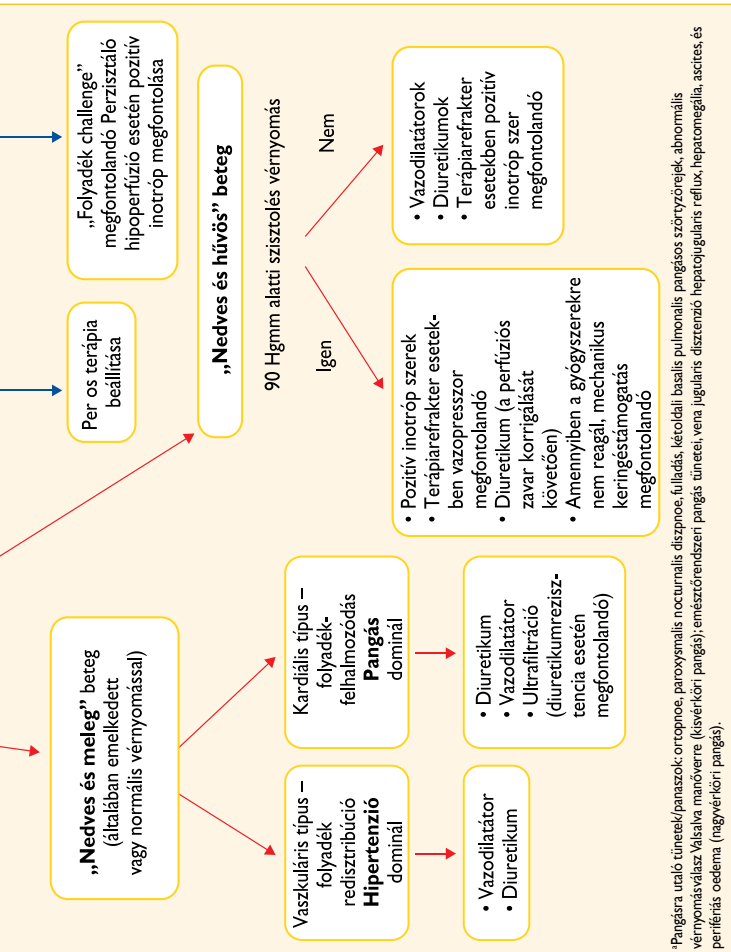 „Nedves és meleg” beteg
(általában emelkedett
vagy normális vérnyomással)
Per os terápia
beállítása
„Folyadék challenge”
megfontolandó Perzisztáló
hipoperfúzió esetén pozitív
inotróp megfontolása
„Nedves és hűvös” beteg
90 Hgmm alatti szisztolés vérnyomás
Igen
Nem
Vaszkuláris típus –
folyadék
redisztribúció
Hipertenzió
dominál
Kardiális típus –
folyadék-
felhalmozódás
Pangás
dominál
• Vazodilatátor
• Diuretikum
• Diuretikum
• Vazodilatátor
• Ultrafiltráció
(diuretikumrezisz-
tencia esetén
megfontolandó)
• Pozitív inotróp szerek
• Terápiarefrakter esetek-
ben vazopresszor
megfontolandó
• Diuretikum (a perfúziós
zavar korrigálását
követően)
• Amennyiben a gyógyszerekre
nem reagál, mechanikus
keringéstámogatás
megfontolandó
• Vazodilatátorok
• Diuretikumok
• Terápiarefrakter
esetekben pozitív
inotróp szer
megfontolandó
ᵃPangásra utaló tünetek/panaszok: ortopnoe, paroxysmalis nocturnalis diszpnoe, fulladás, kétoldali basalis pulmonalis pangásos szörtyzörejek, abnormális
vérnyomásválasz Valsalva manőverre (kisvérköri pangás); emésztőrendszeri pangás tünetei, vena jugularis disztenzió hepatojugularis reflux, hepatomegália, ascites, és
perifériás oedema (nagyvérköri pangás).